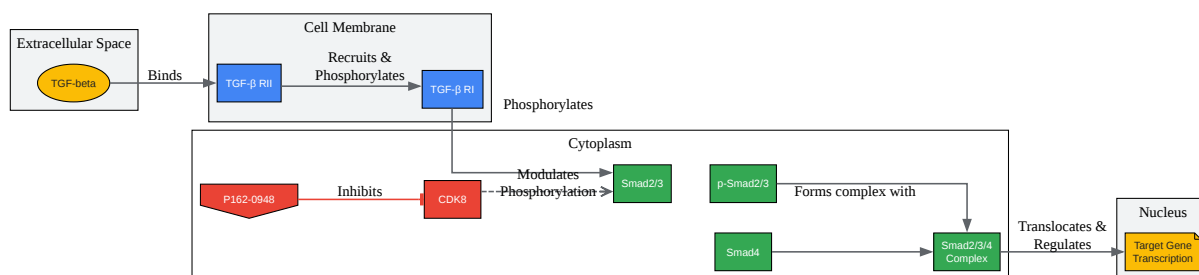 Extracellular Space
TGF-beta
Binds
Cell Membrane
TGF-β RII
Recruits &
Phosphorylates
TGF-β RI
Phosphorylates
Cytoplasm
P162-0948
Inhibits
CDK8
Modulates
Phosphorylation
Smad2/3
p-Smad2/3
Forms complex with
Smad4
Smad2/3/4
Complex
Translocates &
Regulates
Nucleus
Target Gene
Transcription